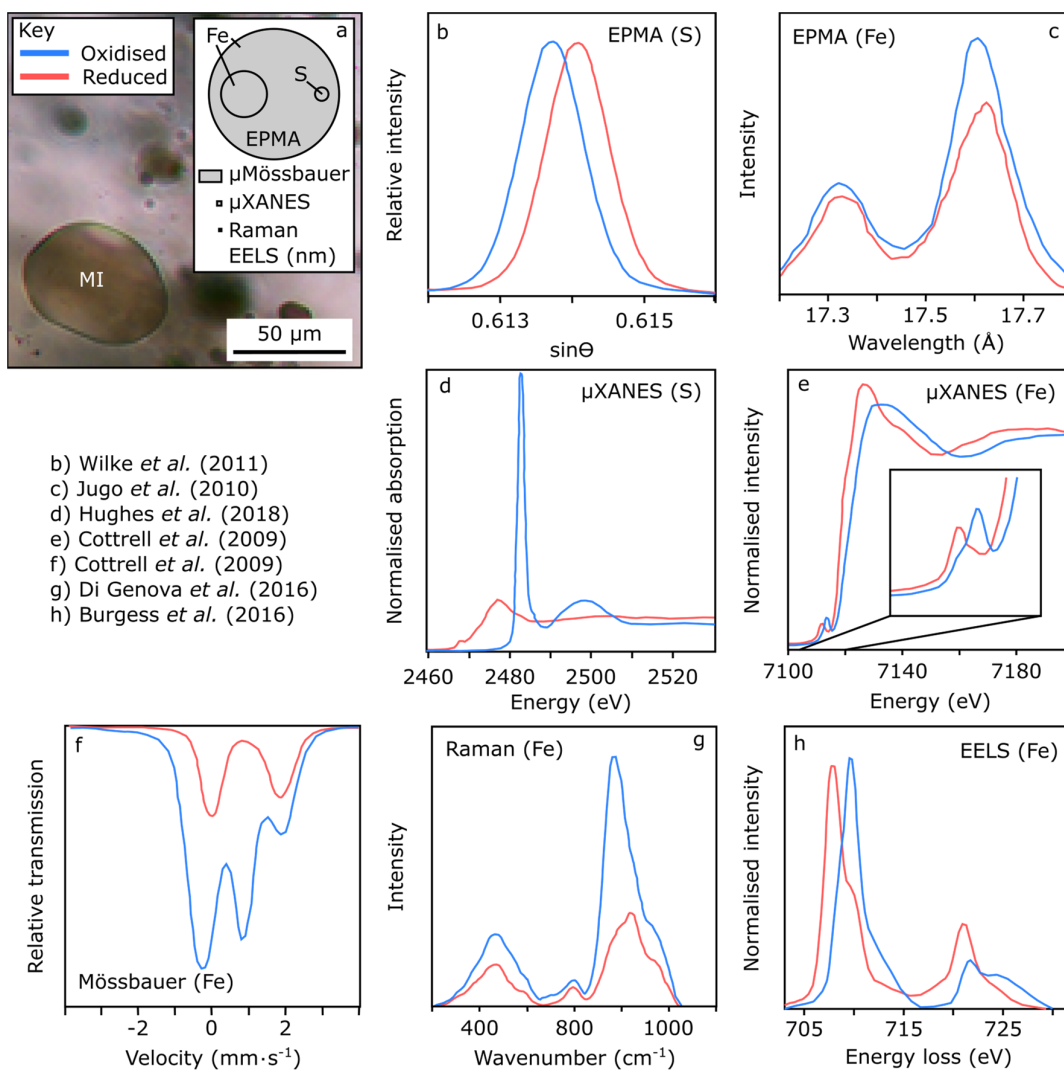 Key
Oxidised
Reduced
a
Fe
S
EPMA
µMössbauer
µXANES
Raman
EELS (nm)
MI
50 µm
b
EPMA (S)
Relative intensity
0.613
0.615
sinΘ
c
EPMA (Fe)
Intensity
17.3
17.5
17.7
Wavelength (Å)
b) Wilke et al. (2011)
c) Jugo et al. (2010)
d) Hughes et al. (2018)
e) Cottrell et al. (2009)
f) Cottrell et al. (2009)
g) Di Genova et al. (2016)
h) Burgess et al. (2016)
d
µXANES (S)
Normalised absorption
2460
2480
2500
2520
Energy (eV)
e
µXANES (Fe)
Normalised intensity
7100
7140
7180
Energy (eV)
f
Relative transmission
Mössbauer (Fe)
-2
0
2
Velocity (mm·s⁻¹)
g
Raman (Fe)
Intensity
400
600
800
1000
Wavenumber (cm⁻¹)
h
EELS (Fe)
Normalised intensity
705
715
725
Energy loss (eV)